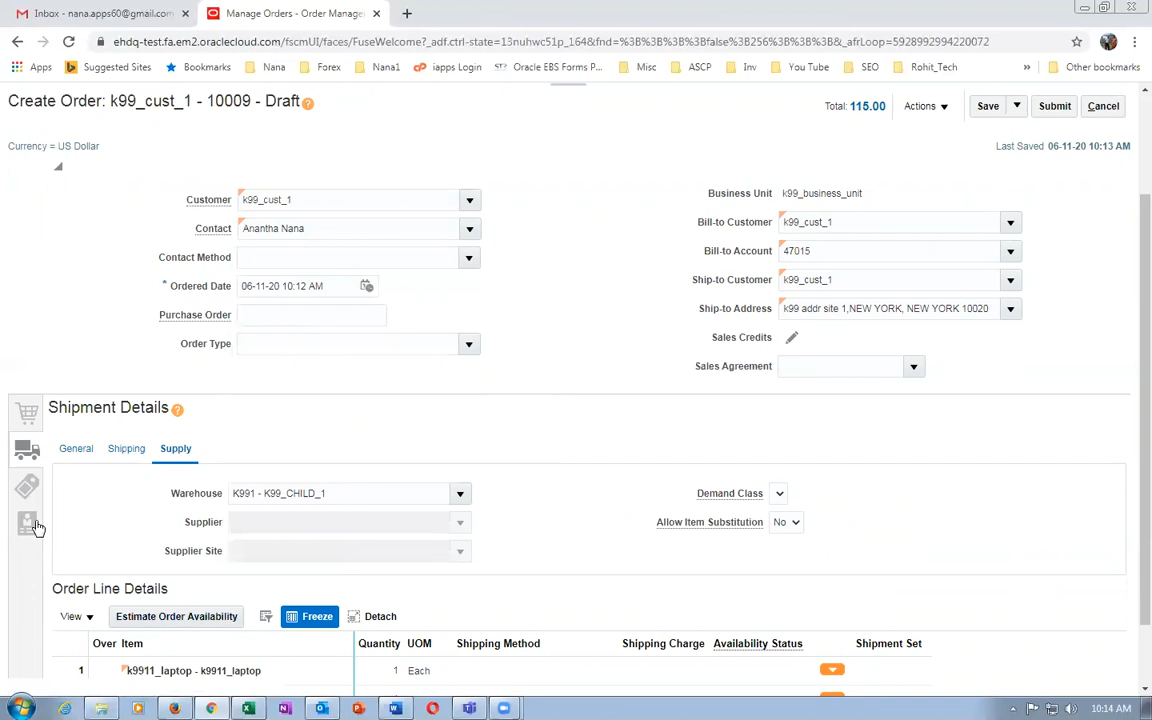 Inbox - nana.apps60@gmail.com
Manage Orders - Order Manage
ehdq-test.fa.em2.oraclecloud.com/fscmUI/faces/FuseWelcome?_adf.ctrl-state=13nuhwc51p_164&fnd=%3B%3B%3B%3Bfalse%3B256%3B%3B%3B&_afrLoop=5928992994220072
Apps Suggested Sites Bookmarks Nana Forex Nana1 iapps Login Oracle EBS Forms P... Misc ASCP Inv You Tube SEO Rohit_Tech » Other bookmarks
Create Order: k99_cust_1 - 10009 - Draft
Total: 115.00 Actions Save Submit Cancel
Currency = US Dollar
Last Saved 06-11-20 10:13 AM
Customer k99_cust_1
Business Unit k99_business_unit
Contact Anantha Nana
Bill-to Customer k99_cust_1
Contact Method
Bill-to Account 47015
* Ordered Date 06-11-20 10:12 AM
Ship-to Customer k99_cust_1
Purchase Order
Ship-to Address k99 addr site 1,NEW YORK, NEW YORK 10020
Order Type
Sales Credits
Sales Agreement
Shipment Details
General Shipping Supply
Warehouse K991 - K99_CHILD_1
Demand Class
Supplier
Allow Item Substitution No
Supplier Site
Order Line Details
View Estimate Order Availability Freeze Detach
Over Item Quantity UOM Shipping Method Shipping Charge Availability Status Shipment Set
1 k9911_laptop - k9911_laptop 1 Each
10:14 AM